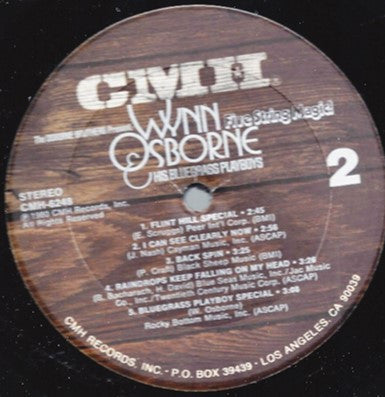 CMH
The OSBORNE BROTHERS Present
WYNN Five String Magic!
OSBORNE
& HIS BLUEGRASS PLAYBOYS
2
STEREO
CMH-6248
℗ 1980 CMH Records, Inc.
All Rights Reserved
1. FLINT HILL SPECIAL • 2:45
(E. Scruggs) Peer Int'l Corp. (BMI)
2. I CAN SEE CLEARLY NOW • 2:56
(J. Nash) Cayman Music, Inc. (ASCAP)
3. BACK SPIN • 2:35
(P. Craft) Black Sheep Music (BMI)
4. RAINDROPS KEEP FALLING ON MY HEAD • 2:36
(B. Bacharach, H. David) Blue Seas Music, Inc./Jac Music
Co., Inc./Twentieth Century Music Corp. (ASCAP)
5. BLUEGRASS PLAYBOY SPECIAL • 3:08
(W. Osborne)
Rocky Bottom Music, Inc. (ASCAP)
CMH RECORDS, INC. • P.O. BOX 39439 • LOS ANGELES, CA 90039